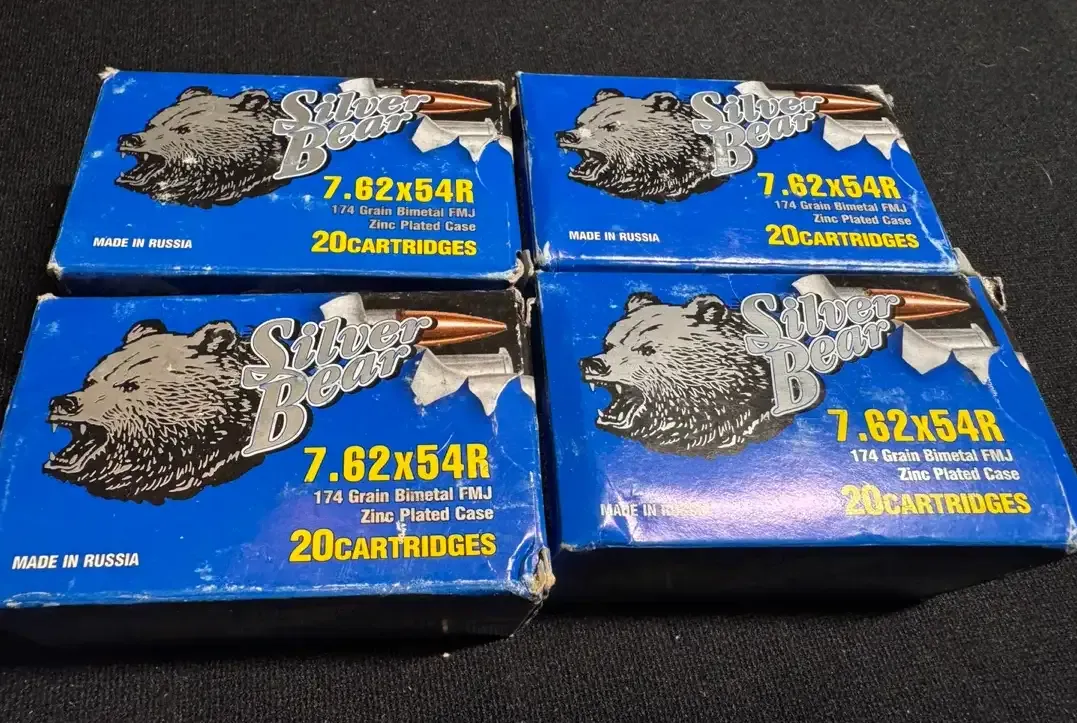 Silver
Bear
7.62x54R
174 Grain Bimetal FMJ
Zinc Plated Case
MADE IN RUSSIA
20CARTRIDGES
Silver
Bear
7.62x54R
174 Grain Bimetal FMJ
Zinc Plated Case
MADE IN RUSSIA
20CARTRIDGES
Silver
Bear
7.62x54R
174 Grain Bimetal FMJ
Zinc Plated Case
20CARTRIDGES
MADE IN RUSSIA
Silver
Bear
7.62x54R
174 Grain Bimetal FMJ
Zinc Plated Case
20CARTRIDGES
MADE IN RUSSIA